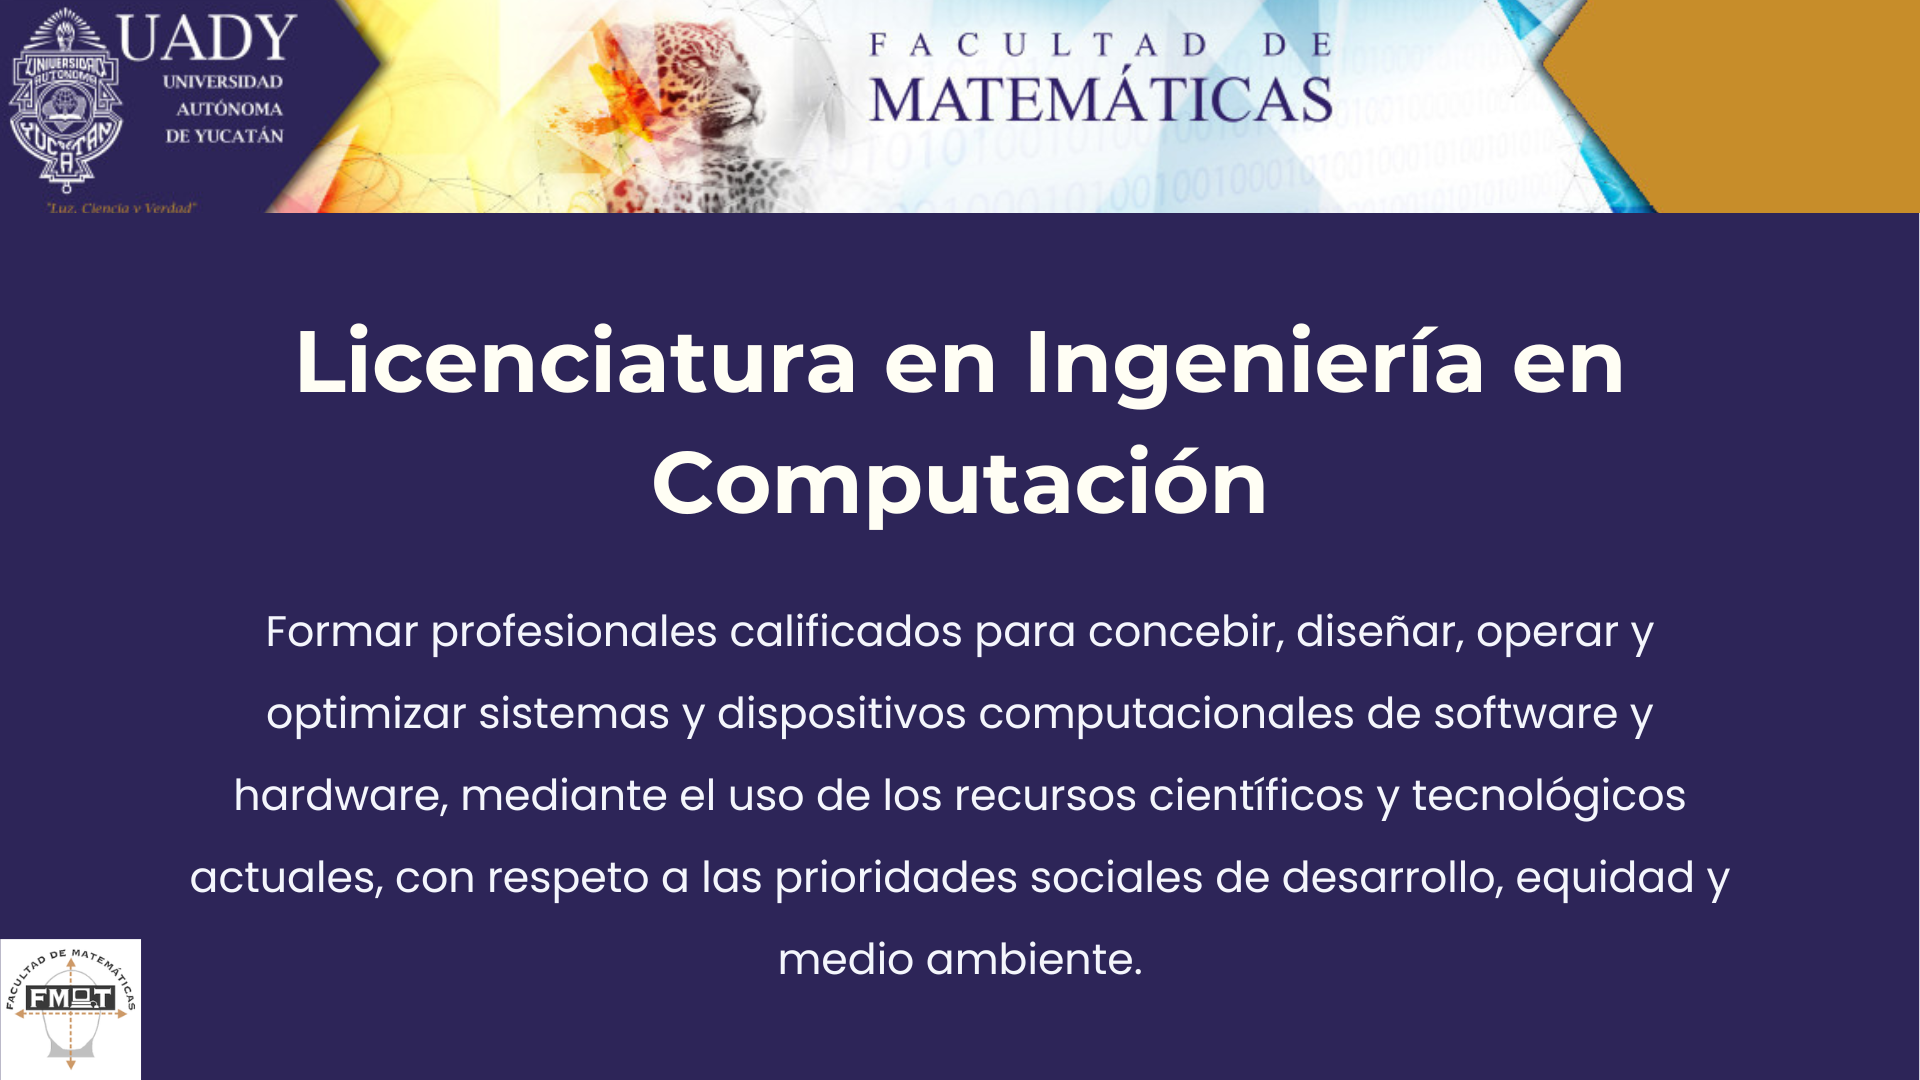 UADY
UNIVERSIDAD
AUTÓNOMA
DE YUCATÁN
UNIVERSIDAD
AUTONOMA
YUCATAN
"Luz, Ciencia y Verdad"
FACULTAD DE
MATEMÁTICAS
Licenciatura en Ingeniería en
Computación
Formar profesionales calificados para concebir, diseñar, operar y
optimizar sistemas y dispositivos computacionales de software y
hardware, mediante el uso de los recursos científicos y tecnológicos
actuales, con respeto a las prioridades sociales de desarrollo, equidad y
medio ambiente.
FACULTAD DE MATEMÁTICAS
FMAT